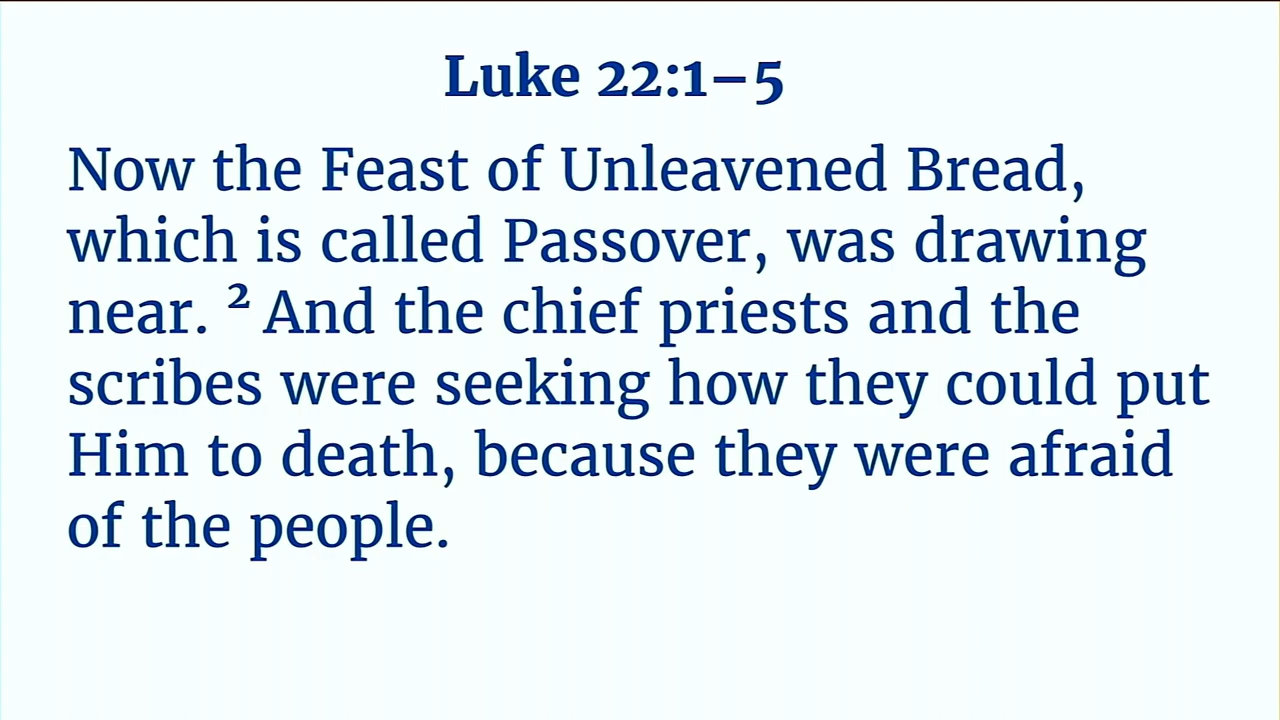 Luke 22:1–5
Now the Feast of Unleavened Bread,
which is called Passover, was drawing
near. ² And the chief priests and the
scribes were seeking how they could put
Him to death, because they were afraid
of the people.